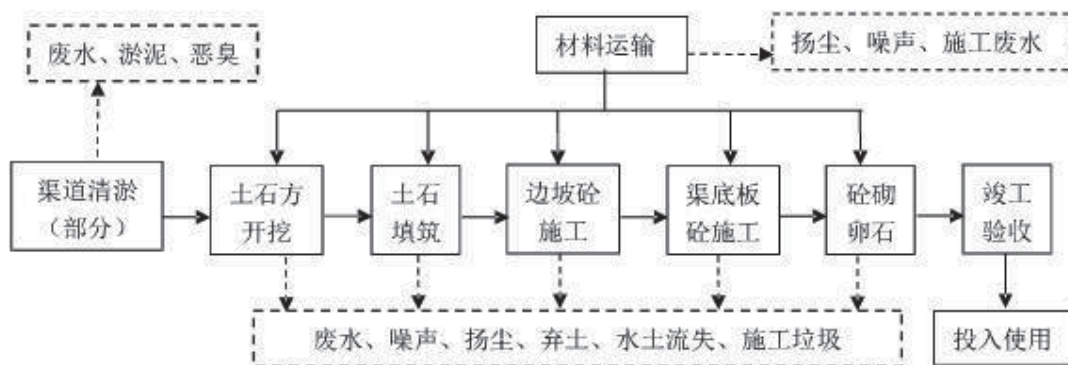 废水、淤泥、恶臭
材料运输
扬尘、噪声、施工废水
渠道清淤
（部分）
土石方
开挖
土石
填筑
边坡砼
施工
渠底板
砼施工
砼砌
卵石
竣工
验收
废水、噪声、扬尘、弃土、水土流失、施工垃圾
投入使用